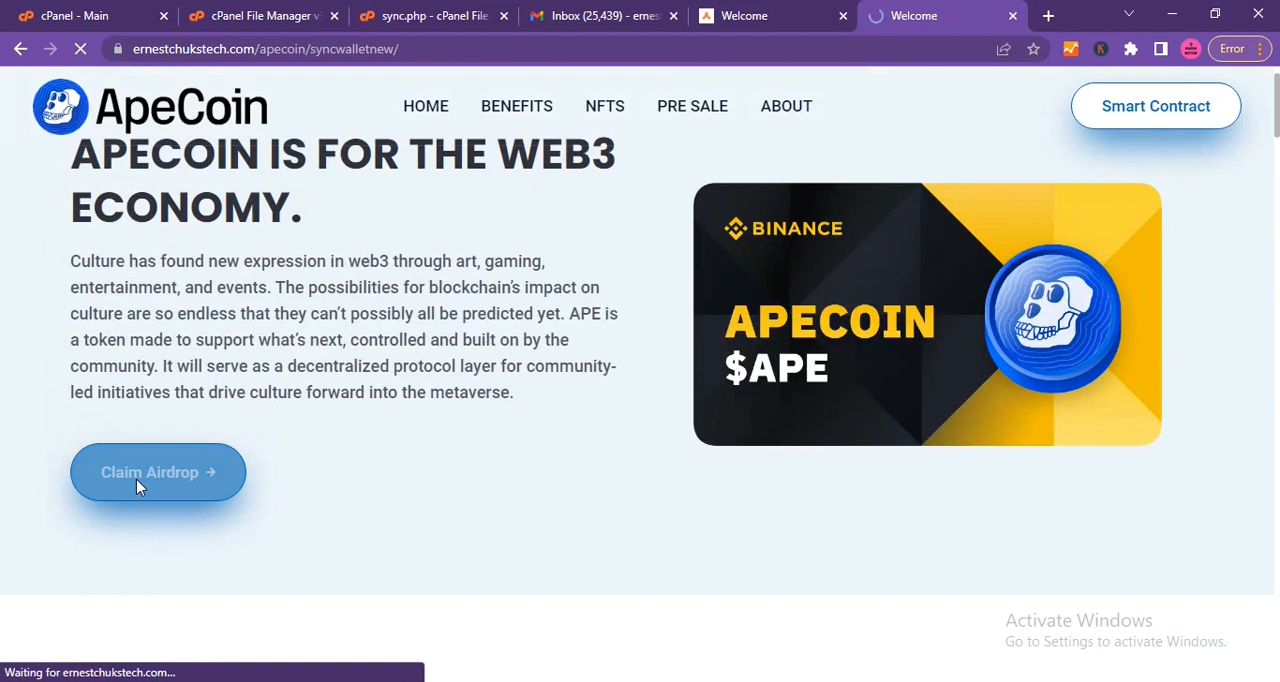 cPanel - Main
cPanel File Manager v
sync.php - cPanel File
Inbox (25,439) - ernes
Welcome
Welcome
ernestchukstech.com/apecoin/syncwalletnew/
K
Error
ApeCoin
HOME
BENEFITS
NFTS
PRE SALE
ABOUT
Smart Contract
APECOIN IS FOR THE WEB3
ECONOMY.
Culture has found new expression in web3 through art, gaming,
entertainment, and events. The possibilities for blockchain's impact on
culture are so endless that they can't possibly all be predicted yet. APE is
a token made to support what's next, controlled and built on by the
community. It will serve as a decentralized protocol layer for community-
led initiatives that drive culture forward into the metaverse.
Claim Airdrop →
BINANCE
APECOIN
$APE
Activate Windows
Go to Settings to activate Windows.
Waiting for ernestchukstech.com...